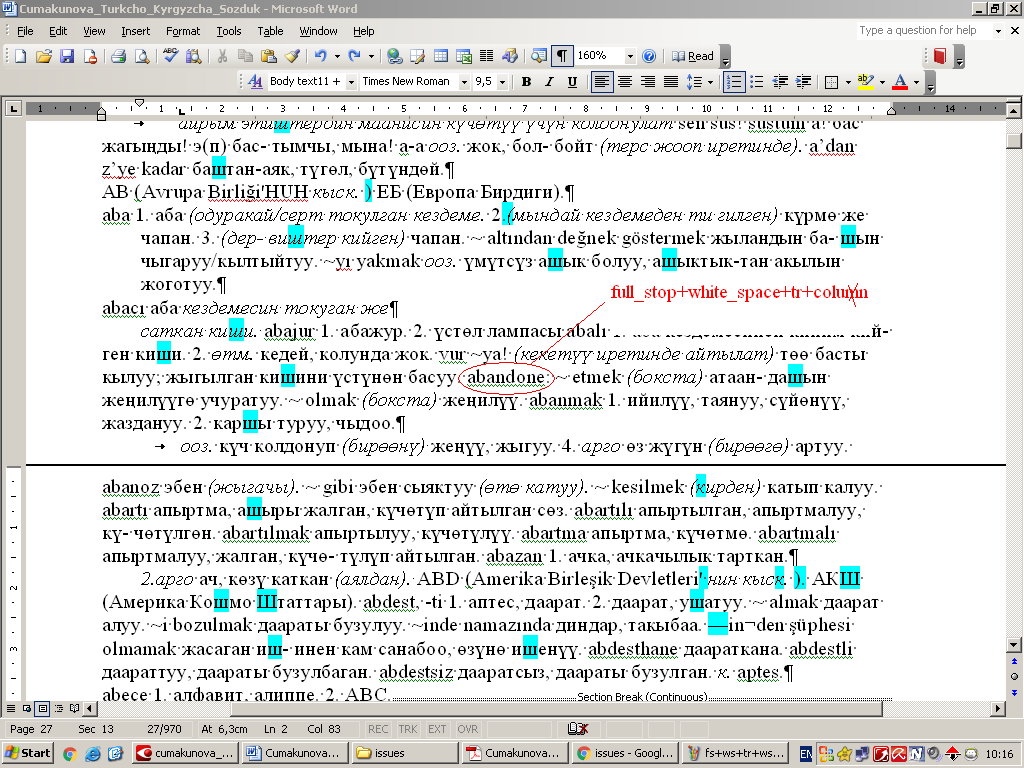 Cumakunova_Turkcho_Kyrgyzcha_Sozduk - Microsoft Word
File Edit View Insert Format Tools Table Window Help Type a question for help
160% Read
Body text11 + Times New Roman 9,5 B I U
айрым этиштердин маанисин күчөтүү үчүн колдонулат sen sus! sustum a! бас
жагыңды! э(п) бас- тымчы, мына! а-а ооз. жок, бол- бойт (терс жооп иретинде). a'dan
z'ye kadar баштан-аяк, түгөл, бүтүндөй.¶
AB (Avrupa Birliği'НUН кыск. ) ЕБ (Европа Бирдиги).¶
aba 1. аба (одуракай/серт токулган кездеме. 2.(мындай кездемеден ти гилген) күрмө же
чапан. 3. (дер- виштер кийген) чапан. ~ altından değnek göstermek жыландын ба- шын
чыгаруу/кылтыйтуу. ~yı yakmak ооз. үмүтсүз ашык болуу, ашыктык-тан акылын
жоготуу.¶
abacı аба кездемесин токуган же¶
full_stop+white_space+tr+column
саткан киши. abajur 1. абажур. 2. үстөл лампасы abalı 1.
ген киши. 2. өтм. кедей, колунда жок. vur ~ya! (кекетүү иретинде айтылат) төө басты
кылуу; жыгылган кишини үстүнөн басуу abandone: ~ etmek (бокста) атаан- дашын
жеңилүүгө учуратуу. ~ olmak (бокста) жеңилүү. abanmak 1. ийилүү, таянуу, сүйөнүү,
жаздануу. 2. каршы туруу, чыдоо.¶
ооз. күч колдонуп (бирөөнү) жеңүү, жыгуу. 4. арго өз жүгүн (бирөөгө) артуу.
abanoz эбен (жыгачы). ~ gibi эбен сыяктуу (өтө катуу). ~ kesilmek (кирден) катып калуу.
abartı апыртма, ашыры жалган, күчөтүп айтылган сөз. abartılı апыртылган, апыртмалуу,
кү- чөтүлгөн. abartılmak апыртылуу, күчөтүлүү. abartma апыртма, күчөтмө. abartmalı
апыртмалуу, жалган, күчө- түлүп айтылган. abazan 1. ачка, ачкачылык тарткан.¶
2.арго ач, көзү каткан (аялдан). ABD (Amerika Birleşik Devletleri'нин кыск. ). АКШ
(Америка Кошмо Штаттары). abdest, -ti 1. аптес, даарат. 2. даарат, ушатуу. ~ almak даарат
алуу. ~i bozulmak даараты бузулуу. ~inde namazında диндар, такыбаа. —in¬den şüphesi
olmamak жасаган иш- инен кам санабоо, өзүнө ишенүү. abdesthane даараткана. abdestli
даараттуу, даараты бузулбаган. abdestsiz даараtсыз, даараты бузулган. к. aptes.¶
abece 1. алфавит, алиппе. 2. ABC. Section Break (Continuous)
Page 27 Sec 13 27/970 At 6,3cm Ln 2 Col 83 REC TRK EXT OVR
Start cumakunova_... Cumakunova... issues Cumakunova... issues - Googl... fs+ws+tr+ws... EN 10:16